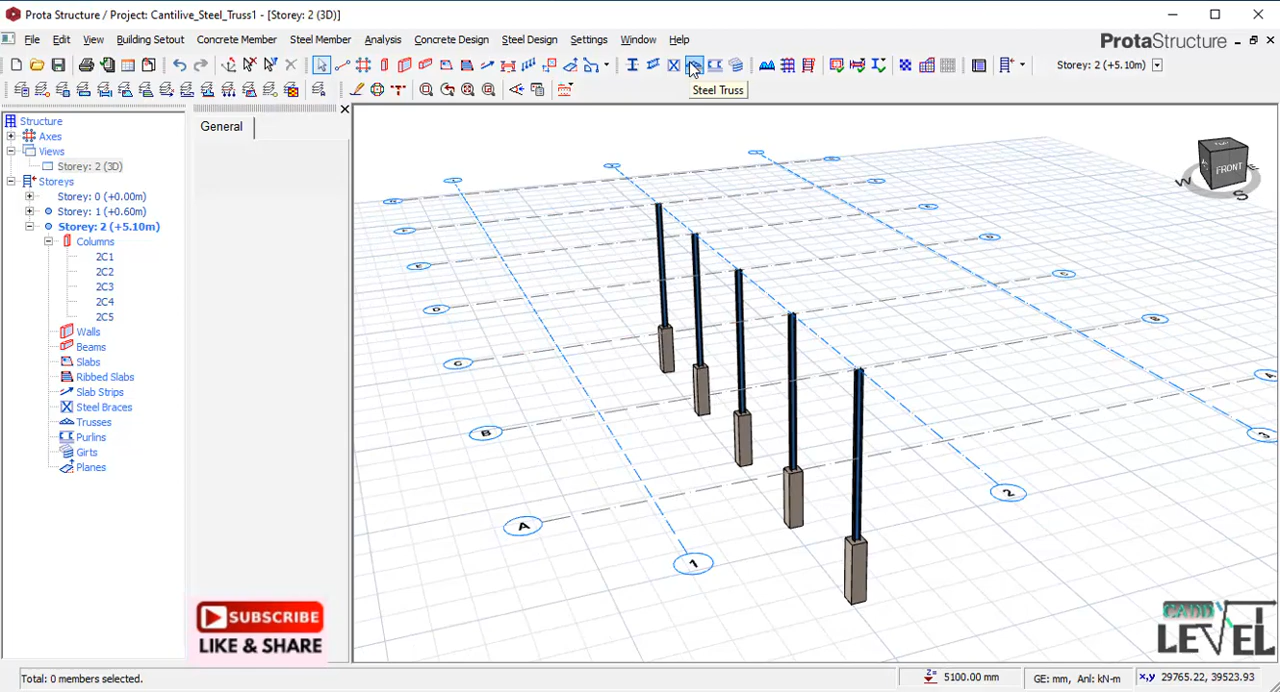 Prota Structure / Project: Cantilive_Steel_Truss1 - [Storey: 2 (3D)]
File Edit View Building Setout Concrete Member Steel Member Analysis Concrete Design Steel Design Settings Window Help
ProtaStructure
Storey: 2 (+5.10m)
Steel Truss
Structure
Axes
Views
Storey: 2 (3D)
Storeys
Storey: 0 (+0.00m)
Storey: 1 (+0.60m)
Storey: 2 (+5.10m)
Columns
2C1
2C2
2C3
2C4
2C5
Walls
Beams
Slabs
Ribbed Slabs
Slab Strips
Steel Braces
Trusses
Purlins
Girts
Planes
General
FRONT
W
S
E
D
C
B
A
1
2
3
A
B
C
SUBSCRIBE
LIKE & SHARE
CADD
LEVEL
Total: 0 members selected.
Z= 5100.00 mm
GE: mm, Anl: kN-m
x,y 29765.22, 39523.93